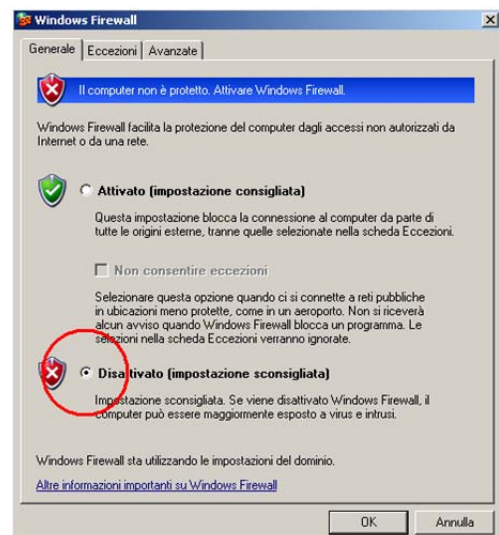 Windows Firewall
Generale Eccezioni Avanzate
Il computer non è protetto. Attivare Windows Firewall.
Windows Firewall facilita la protezione del computer dagli accessi non autorizzati da
Internet o da una rete.
Attivato (impostazione consigliata)
Questa impostazione blocca la connessione al computer da parte di
tutte le origini esterne, tranne quelle selezionate nella scheda Eccezioni.
Non consentire eccezioni
Selezionare questa opzione quando ci si connette a reti pubbliche
in ubicazioni meno protette, come in un aeroporto. Non si riceverà
alcun avviso quando Windows Firewall blocca un programma. Le
selezioni nella scheda Eccezioni verranno ignorate.
Disattivato (impostazione sconsigliata)
Impostazione sconsigliata. Se viene disattivato Windows Firewall, il
computer può essere maggiormente esposto a virus e intrusi.
Windows Firewall sta utilizzando le impostazioni del dominio.
Altre informazioni importanti su Windows Firewall
OK Annulla